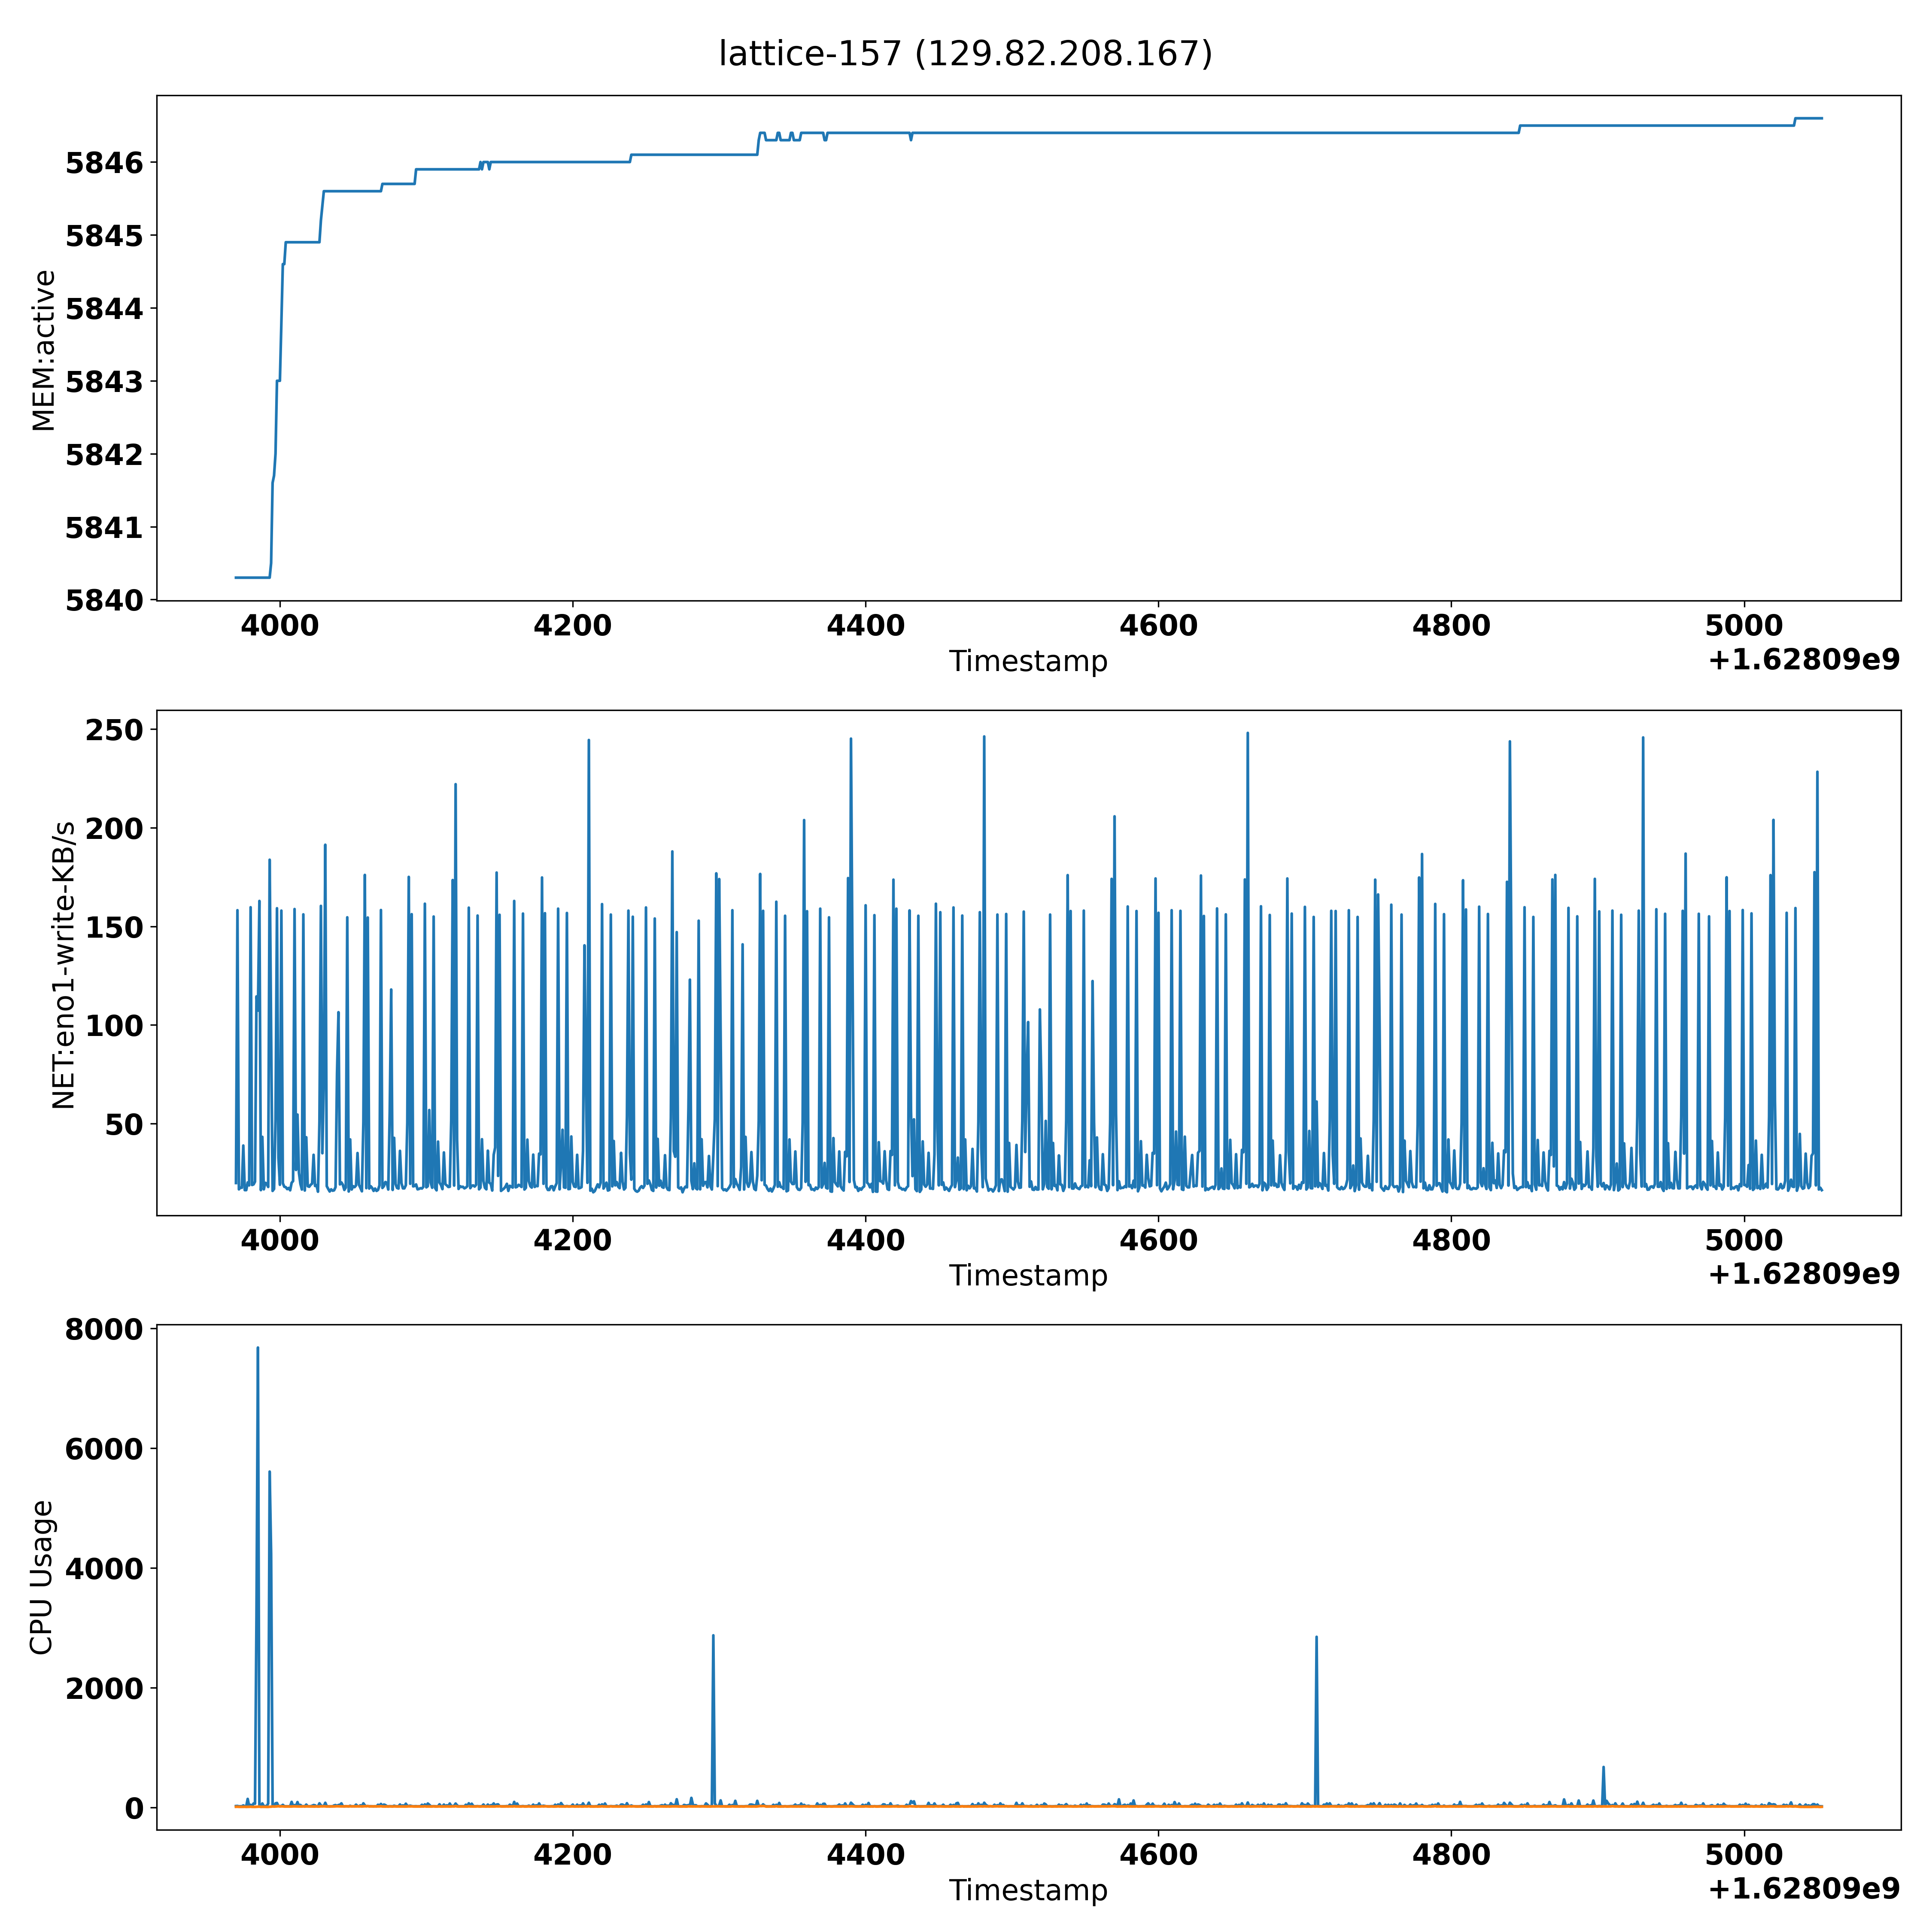 lattice-157 (129.82.208.167)
MEM:active
5846
5845
5844
5843
5842
5841
5840
4000 4200 4400 4600 4800 5000
Timestamp
+1.62809e9
NET:eno1-write-KB/s
250
200
150
100
50
4000 4200 4400 4600 4800 5000
Timestamp
+1.62809e9
CPU Usage
8000
6000
4000
2000
0
4000 4200 4400 4600 4800 5000
Timestamp
+1.62809e9